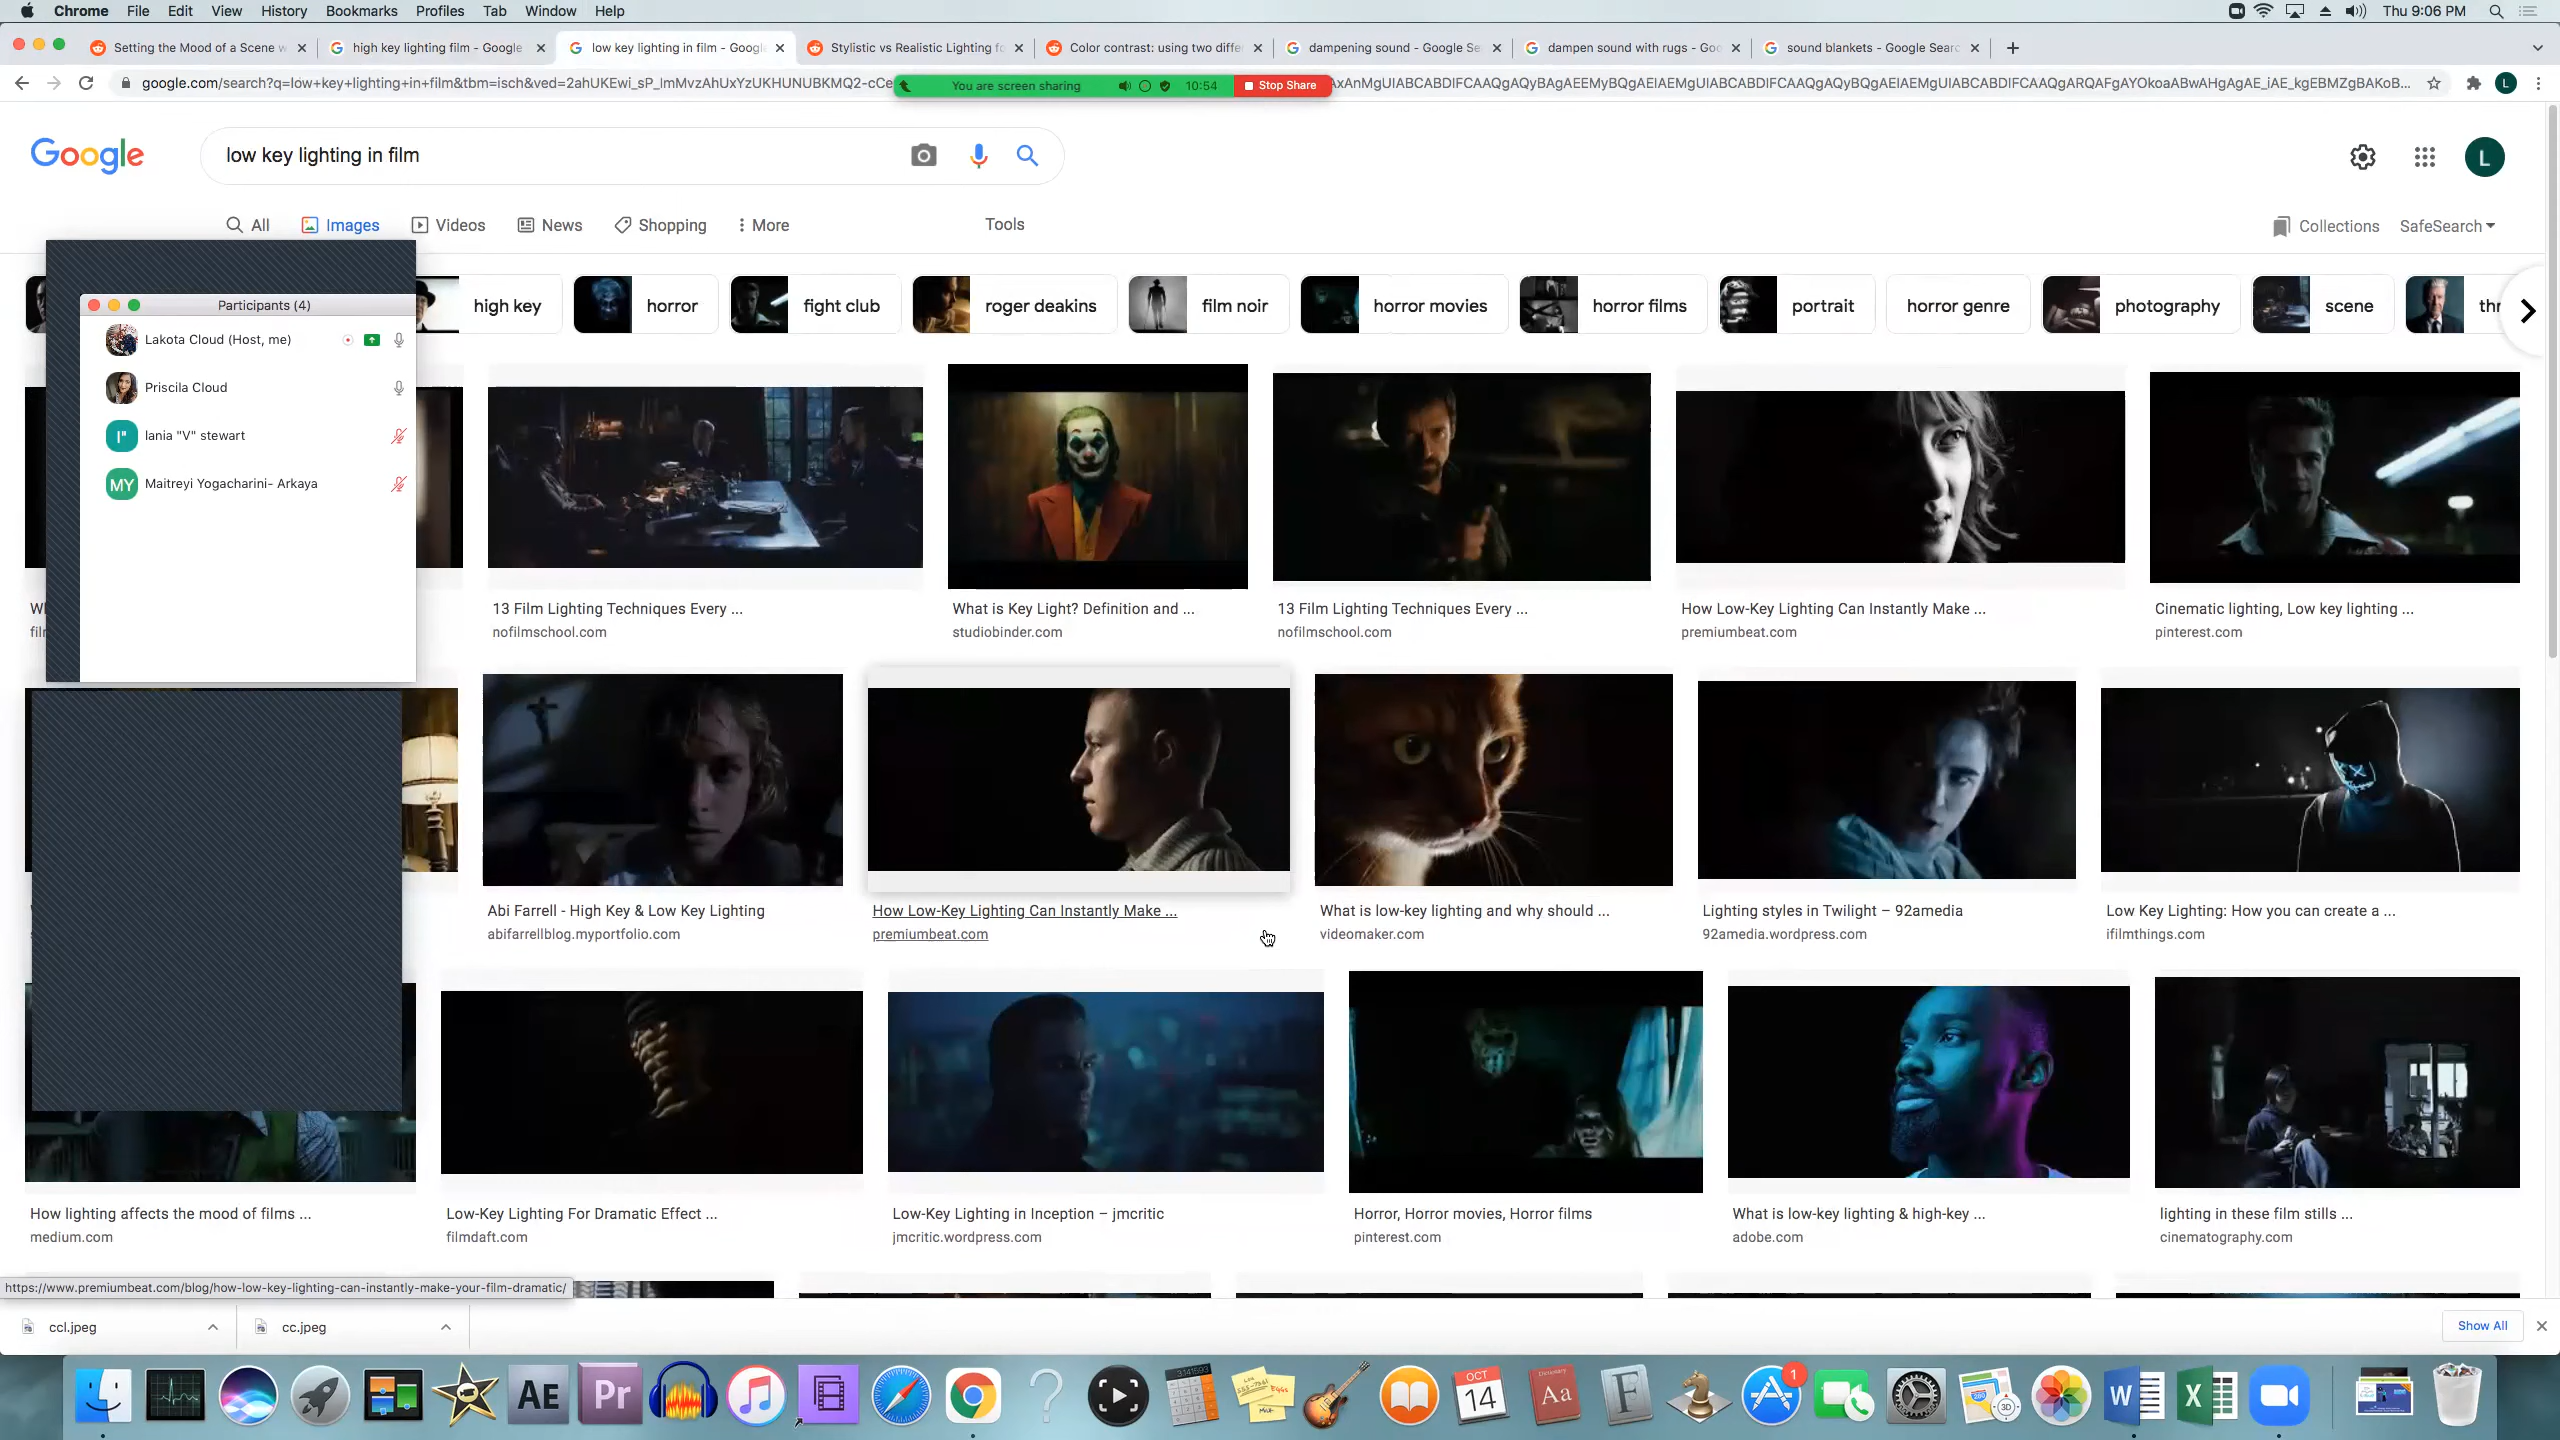 Chrome File Edit View History Bookmarks Profiles Tab Window Help
Thu 9:06 PM
Setting the Mood of a Scene w
high key lighting film - Google
low key lighting in film - Google
Stylistic vs Realistic Lighting fo
Color contrast: using two differ
dampening sound - Google Se
dampen sound with rugs - Goo
sound blankets - Google Searc
You are screen sharing 10:54 Stop Share
L
Google
low key lighting in film
L
All Images Videos News Shopping More Tools
Collections SafeSearch
high key
horror
fight club
roger deakins
film noir
horror movies
horror films
portrait
horror genre
photography
scene
thr
Participants (4)
Lakota Cloud (Host, me)
Priscila Cloud
I" Iania "V" stewart
MY Maitreyi Yogacharini- Arkaya
13 Film Lighting Techniques Every ...
nofilmschool.com
What is Key Light? Definition and ...
studiobinder.com
13 Film Lighting Techniques Every ...
nofilmschool.com
How Low-Key Lighting Can Instantly Make ...
premiumbeat.com
Cinematic lighting, Low key lighting ...
pinterest.com
Abi Farrell - High Key & Low Key Lighting
abifarrellblog.myportfolio.com
How Low-Key Lighting Can Instantly Make ...
premiumbeat.com
What is low-key lighting and why should ...
videomaker.com
Lighting styles in Twilight – 92amedia
92amedia.wordpress.com
Low Key Lighting: How you can create a ...
ifilmthings.com
How lighting affects the mood of films ...
medium.com
Low-Key Lighting For Dramatic Effect ...
filmdaft.com
Low-Key Lighting in Inception – jmcritic
jmcritic.wordpress.com
Horror, Horror movies, Horror films
pinterest.com
What is low-key lighting & high-key ...
adobe.com
lighting in these film stills ...
cinematography.com
https://www.premiumbeat.com/blog/how-low-key-lighting-can-instantly-make-your-film-dramatic/
ccl.jpeg
cc.jpeg
Show All
AE
Pr
OCT
14
Dictionary
Aa
F
1
W
X